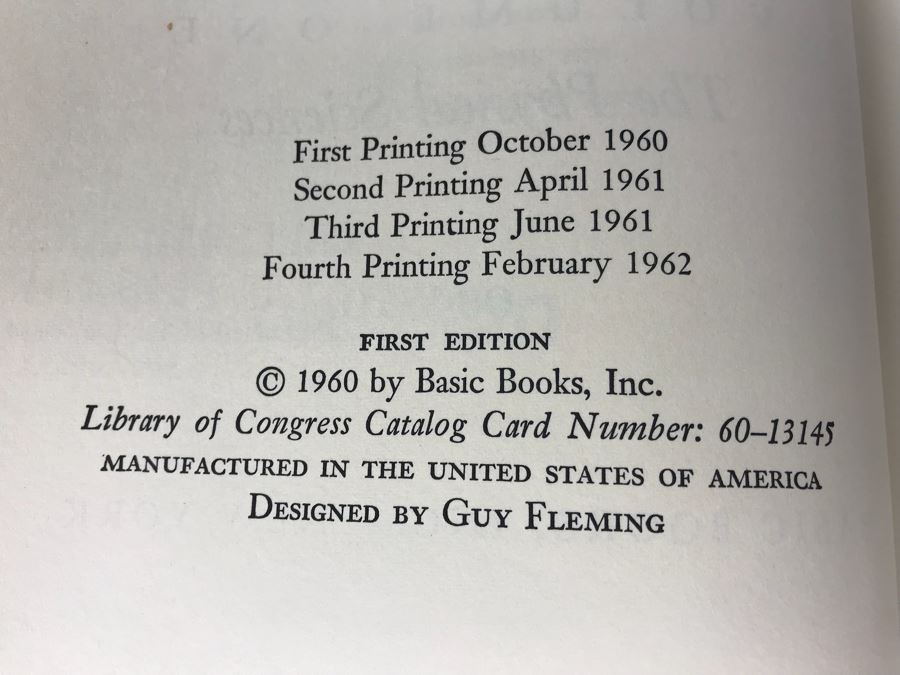 First Printing October 1960
Second Printing April 1961
Third Printing June 1961
Fourth Printing February 1962
FIRST EDITION
© 1960 by Basic Books, Inc.
Library of Congress Catalog Card Number: 60–13145
MANUFACTURED IN THE UNITED STATES OF AMERICA
DESIGNED BY GUY FLEMING